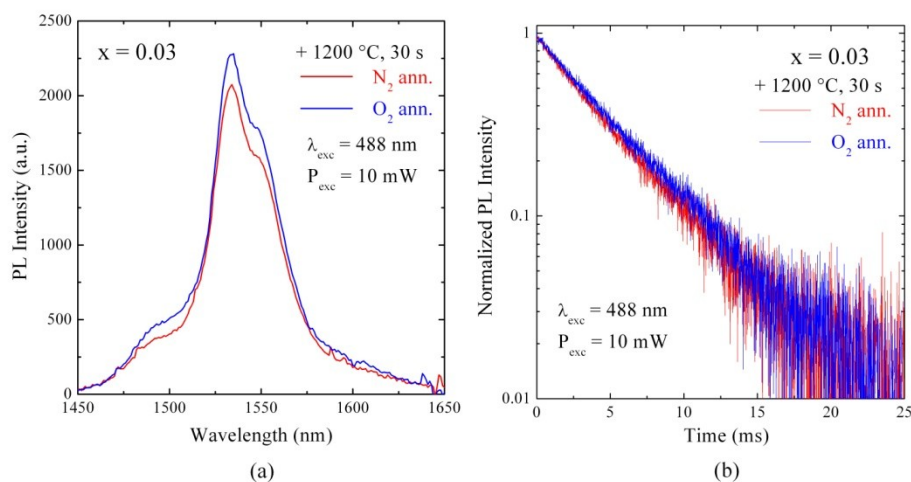 (a)
(b)
2500
2000
1500
1000
500
0
1450
1500
1550
1600
1650
PL Intensity (a.u.)
Wavelength (nm)
x = 0.03
+ 1200 °C, 30 s
N₂ ann.
O₂ ann.
λexc = 488 nm
Pexc = 10 mW
(a)
1
0.1
0.01
0
5
10
15
20
25
Normalized PL Intensity
Time (ms)
x = 0.03
+ 1200 °C, 30 s
N₂ ann.
O₂ ann.
λexc = 488 nm
Pexc = 10 mW
(b)